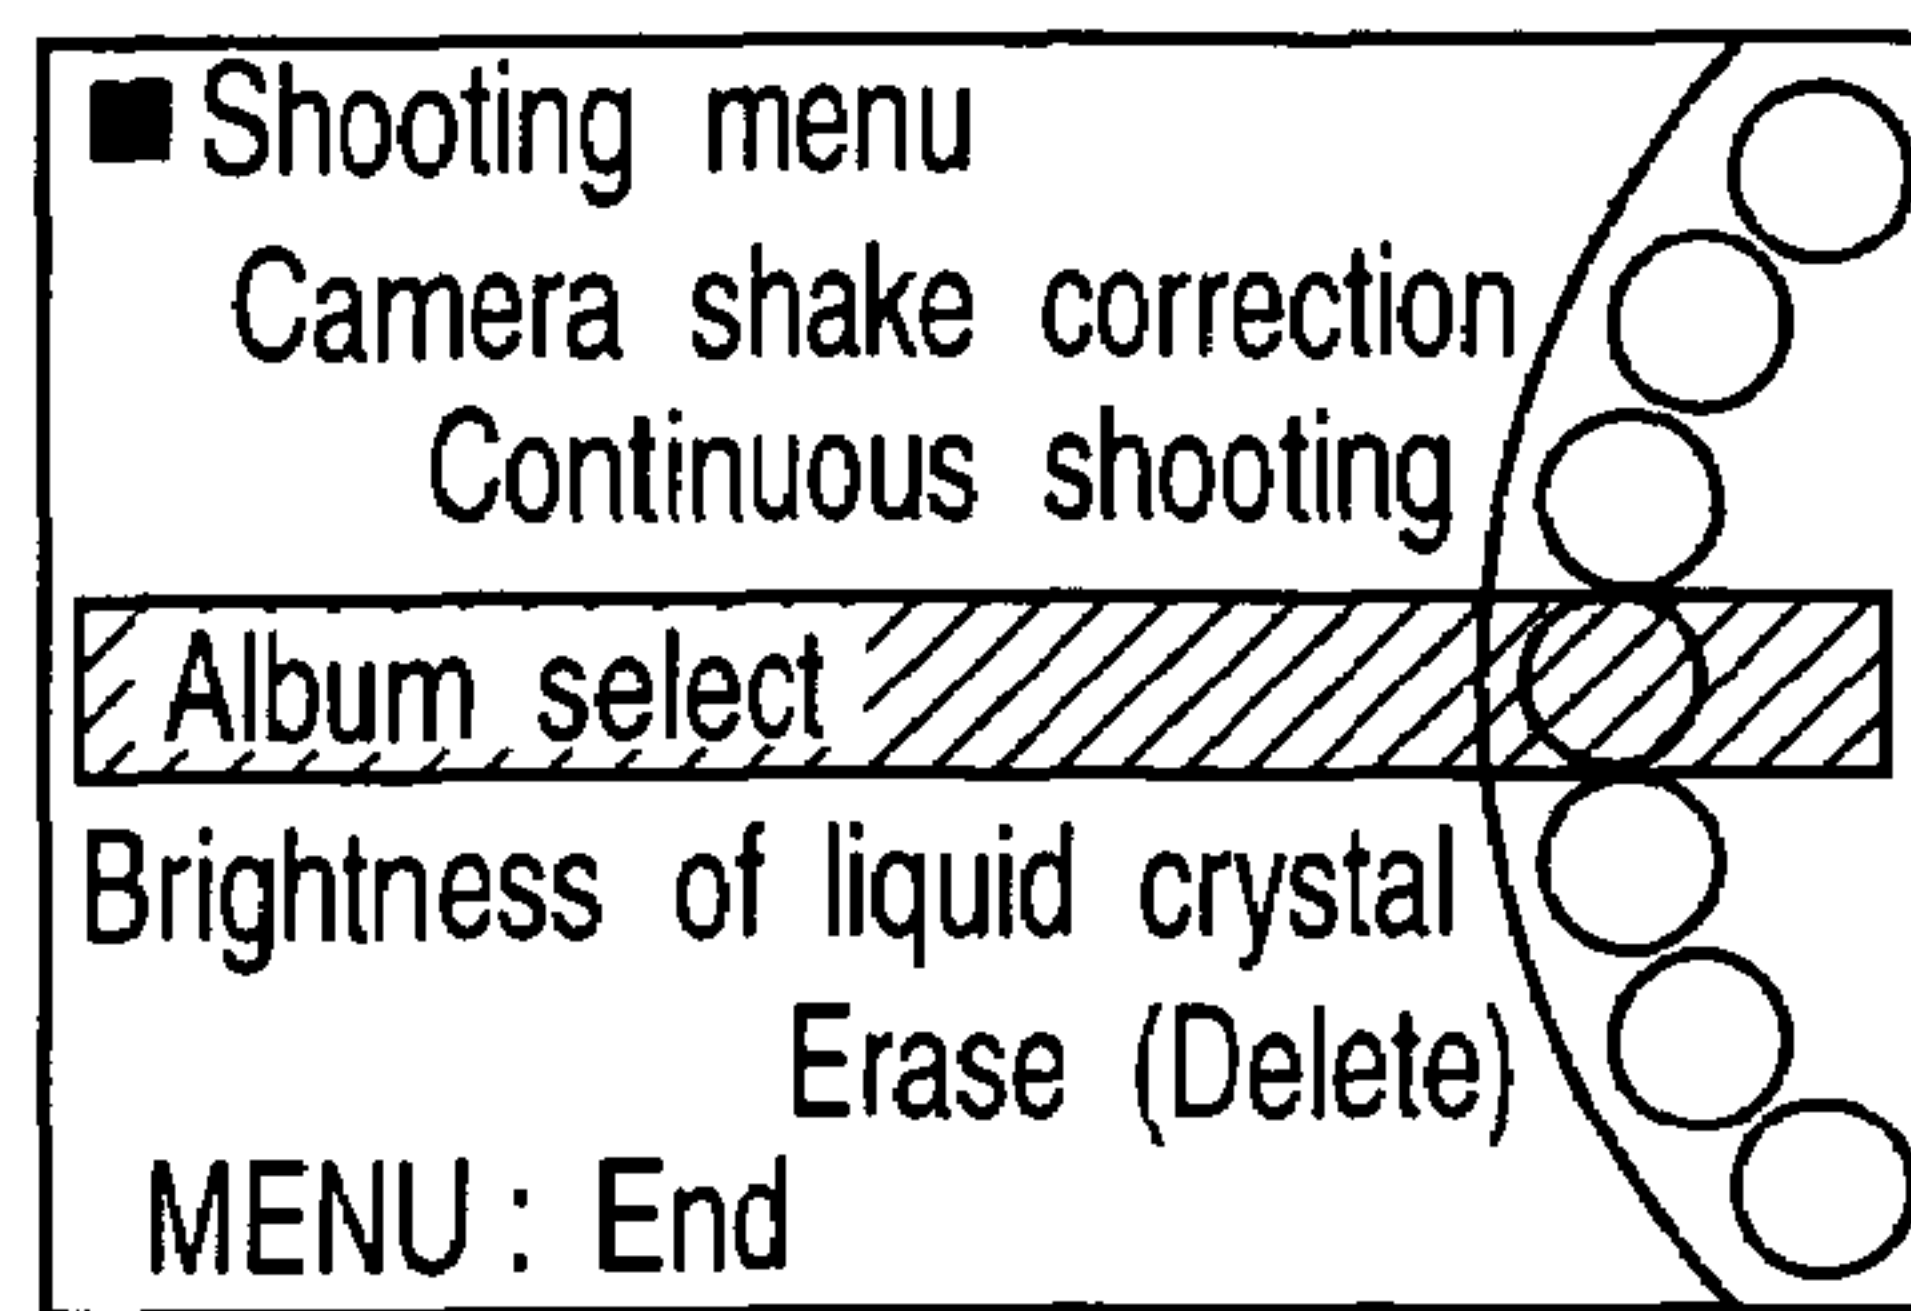 ■Shooting menu
Camera shake correction
Continuous shooting
Album select
Brightness of liquid crystal
Erase (Delete)
MENU : End